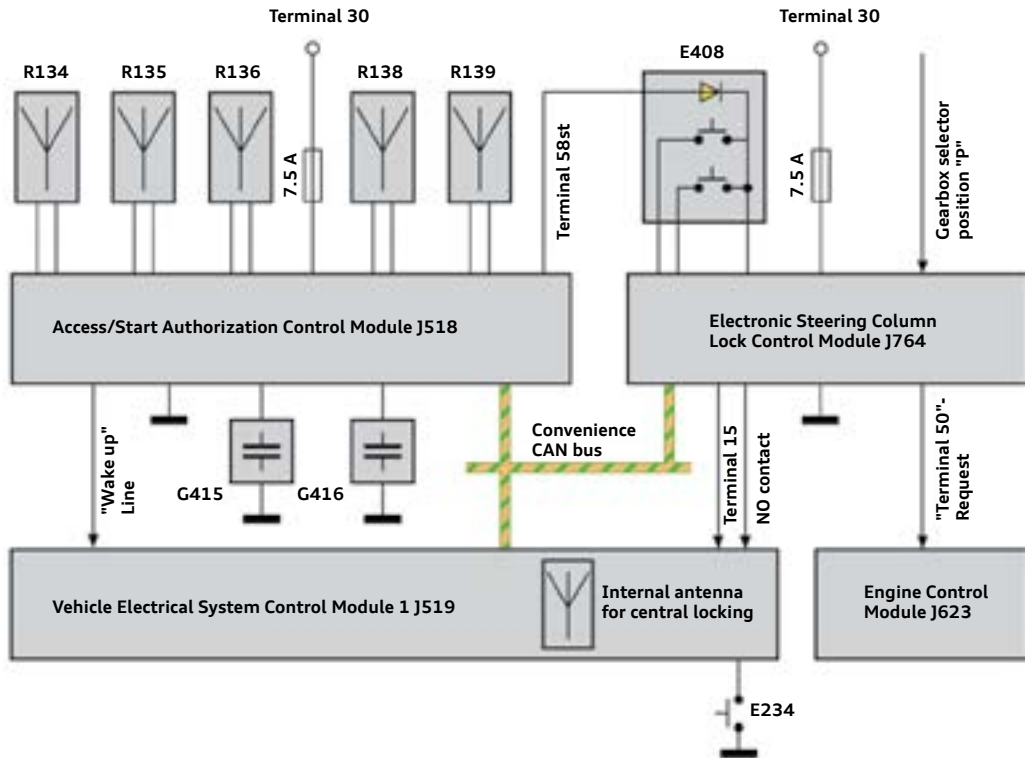 Terminal 30
Terminal 30
R134
R135
R136
R138
R139
E408
7.5 A
Terminal 58st
7.5 A
Gearbox selector
position "P"
Access/Start Authorization Control Module J518
Electronic Steering Column
Lock Control Module J764
"Wake up"
Line
G415
G416
Convenience
CAN bus
Terminal 15
NO contact
"Terminal 50"-
Request
Vehicle Electrical System Control Module 1 J519
Internal antenna
for central locking
Engine Control
Module J623
E234